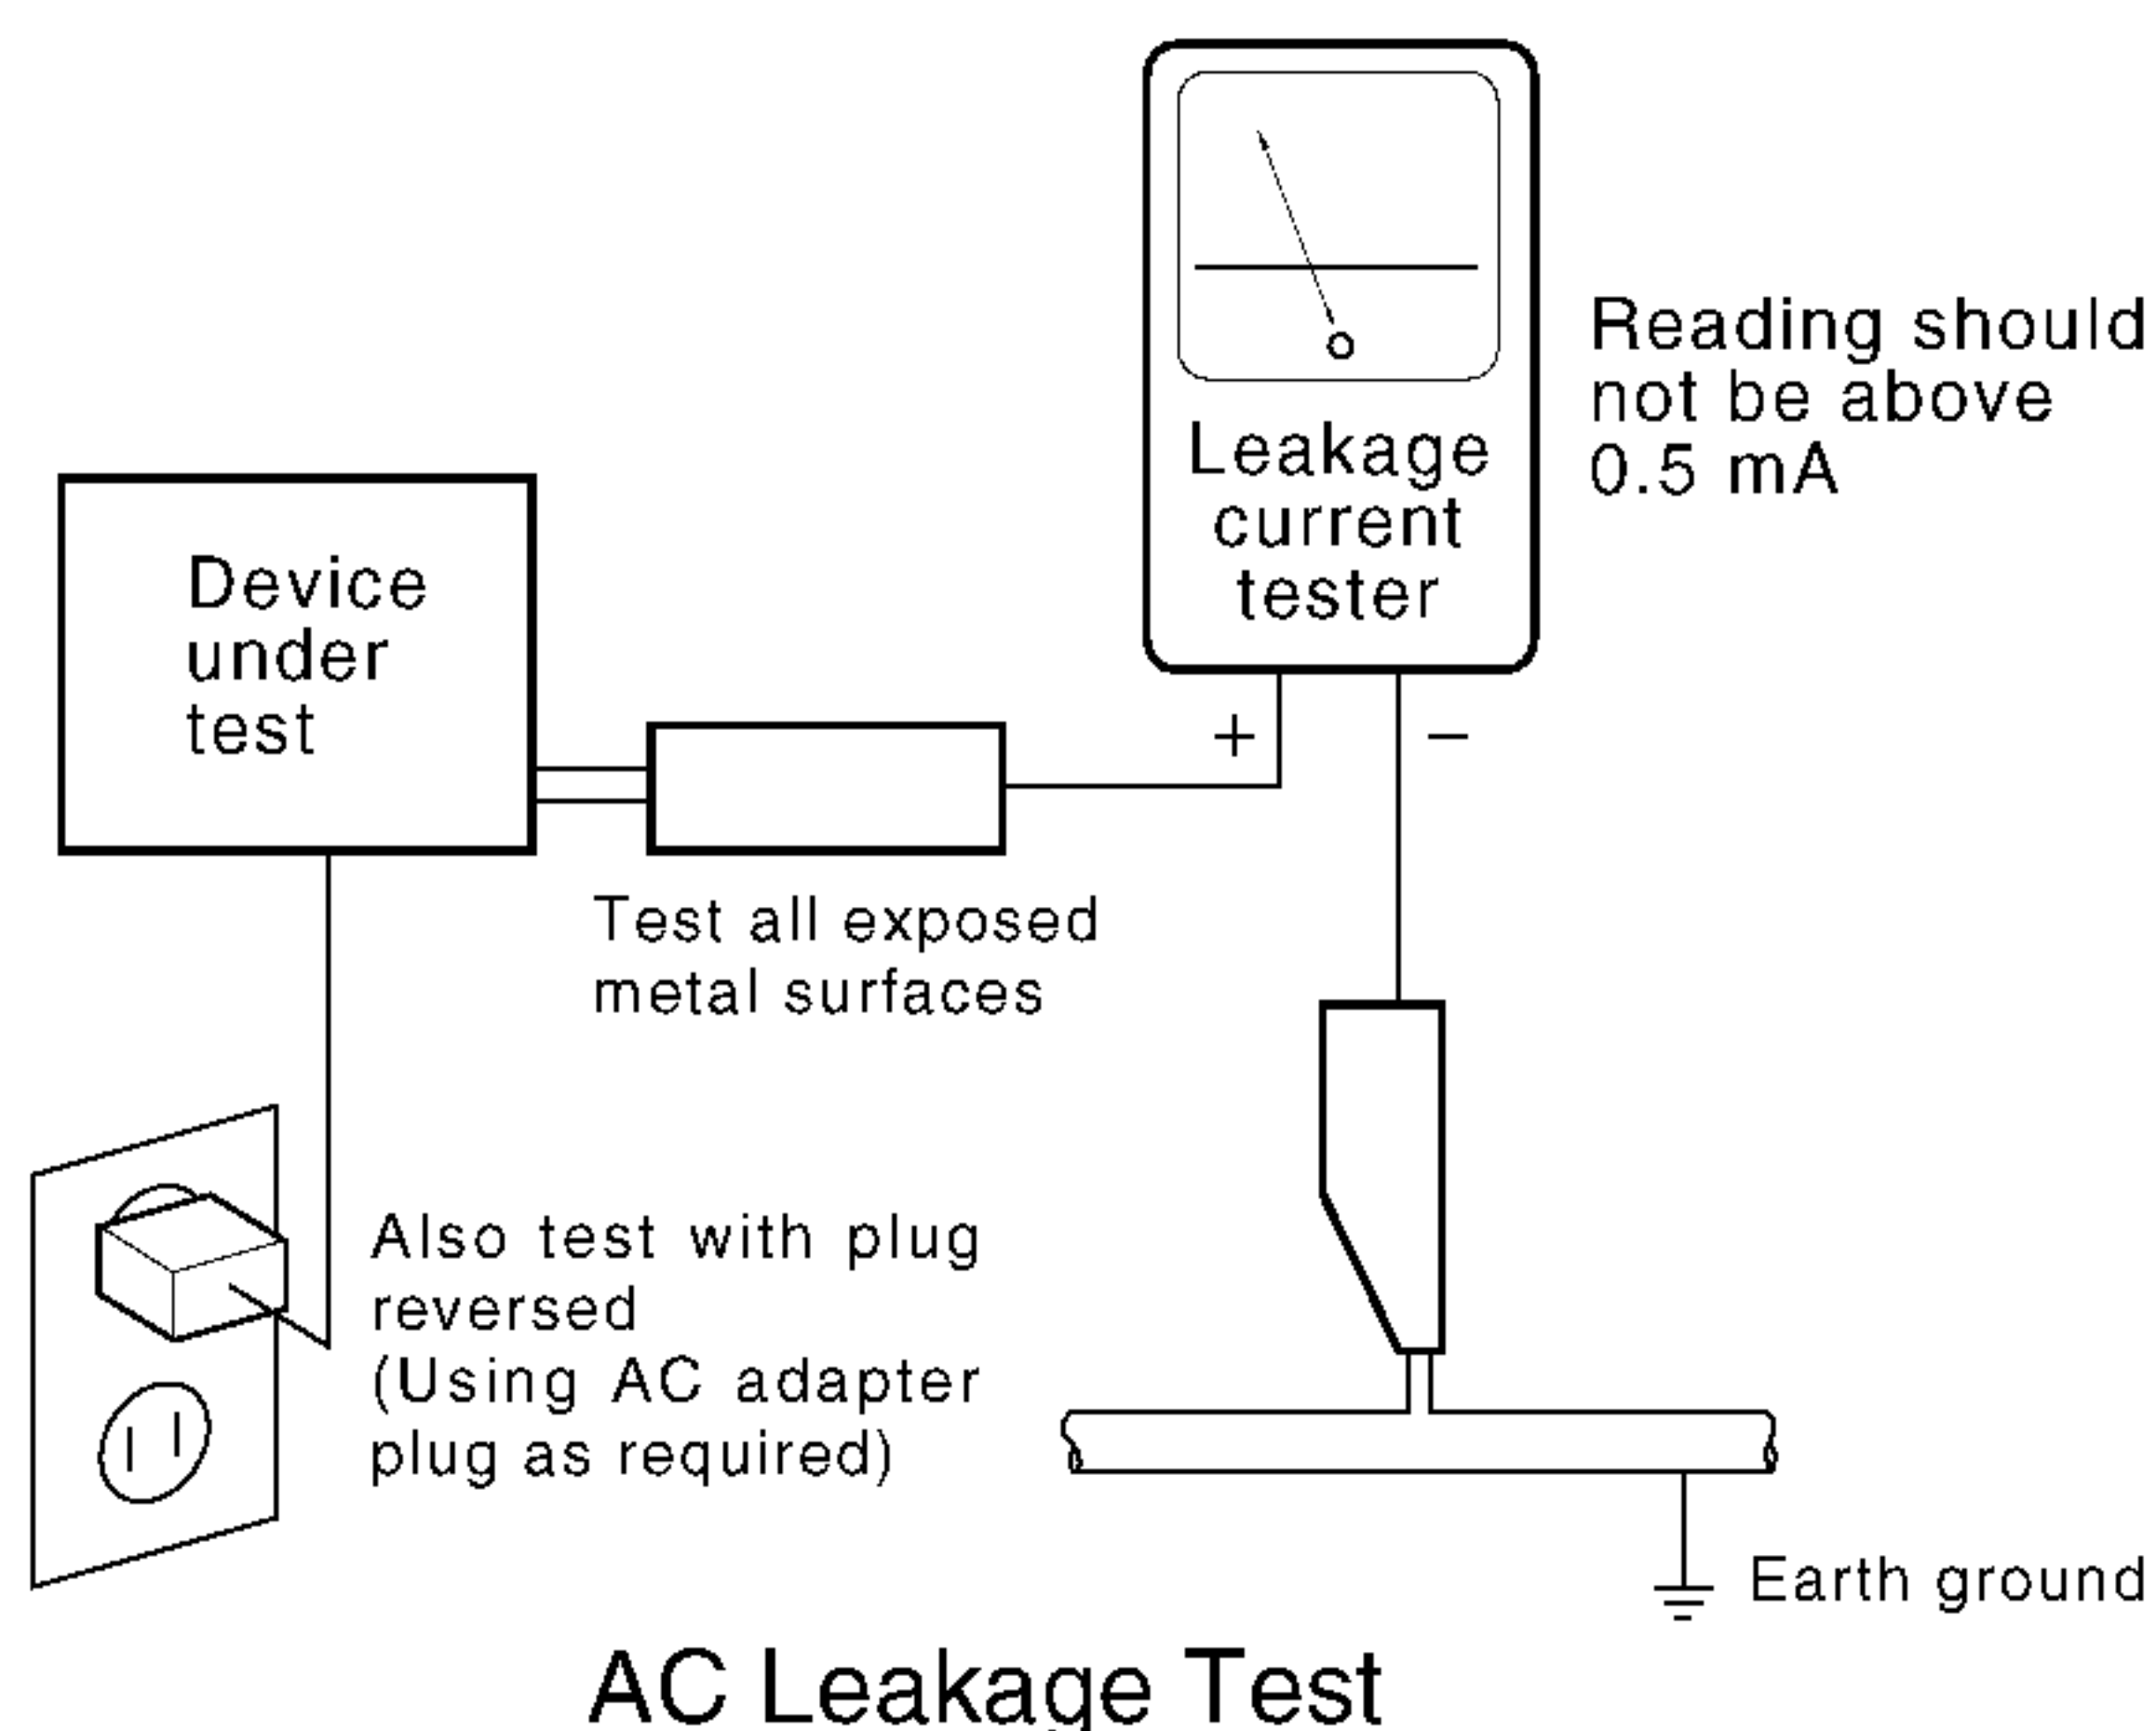 Reading should
not be above
0.5 mA
Leakage
current
tester
Device
under
test
+
−
Test all exposed
metal surfaces
Also test with plug
reversed
(Using AC adapter
plug as required)
Earth ground
AC Leakage Test